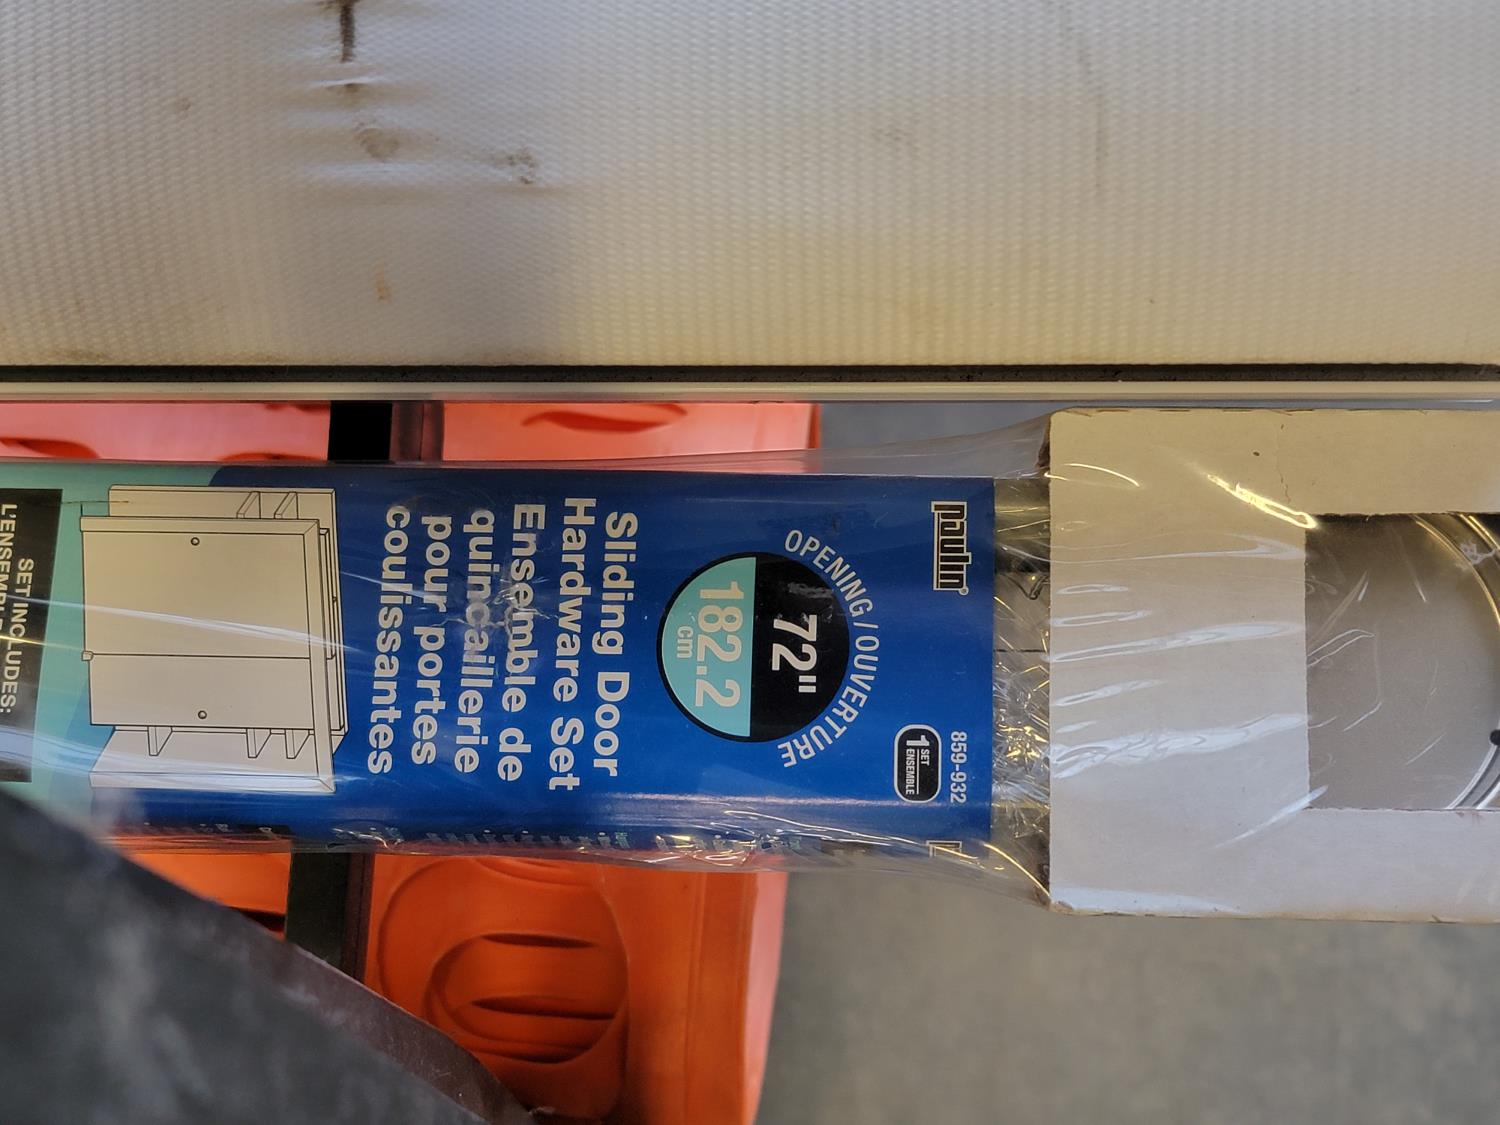 paulin®
859-932
1 SET
ENSEMBLE
OPENING/OUVERTURE
72"
182.2
cm
Sliding Door
Hardware Set
Ensemble de
quincaillerie
pour portes
coulissantes
SET INCLUDES: